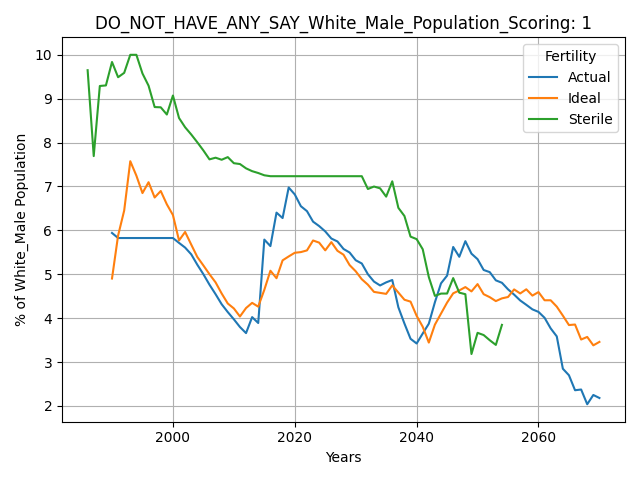 DO_NOT_HAVE_ANY_SAY_White_Male_Population_Scoring: 1
% of White_Male Population
10
9
8
7
6
5
4
3
2
Fertility
Actual
Ideal
Sterile
2000
2020
2040
2060
Years